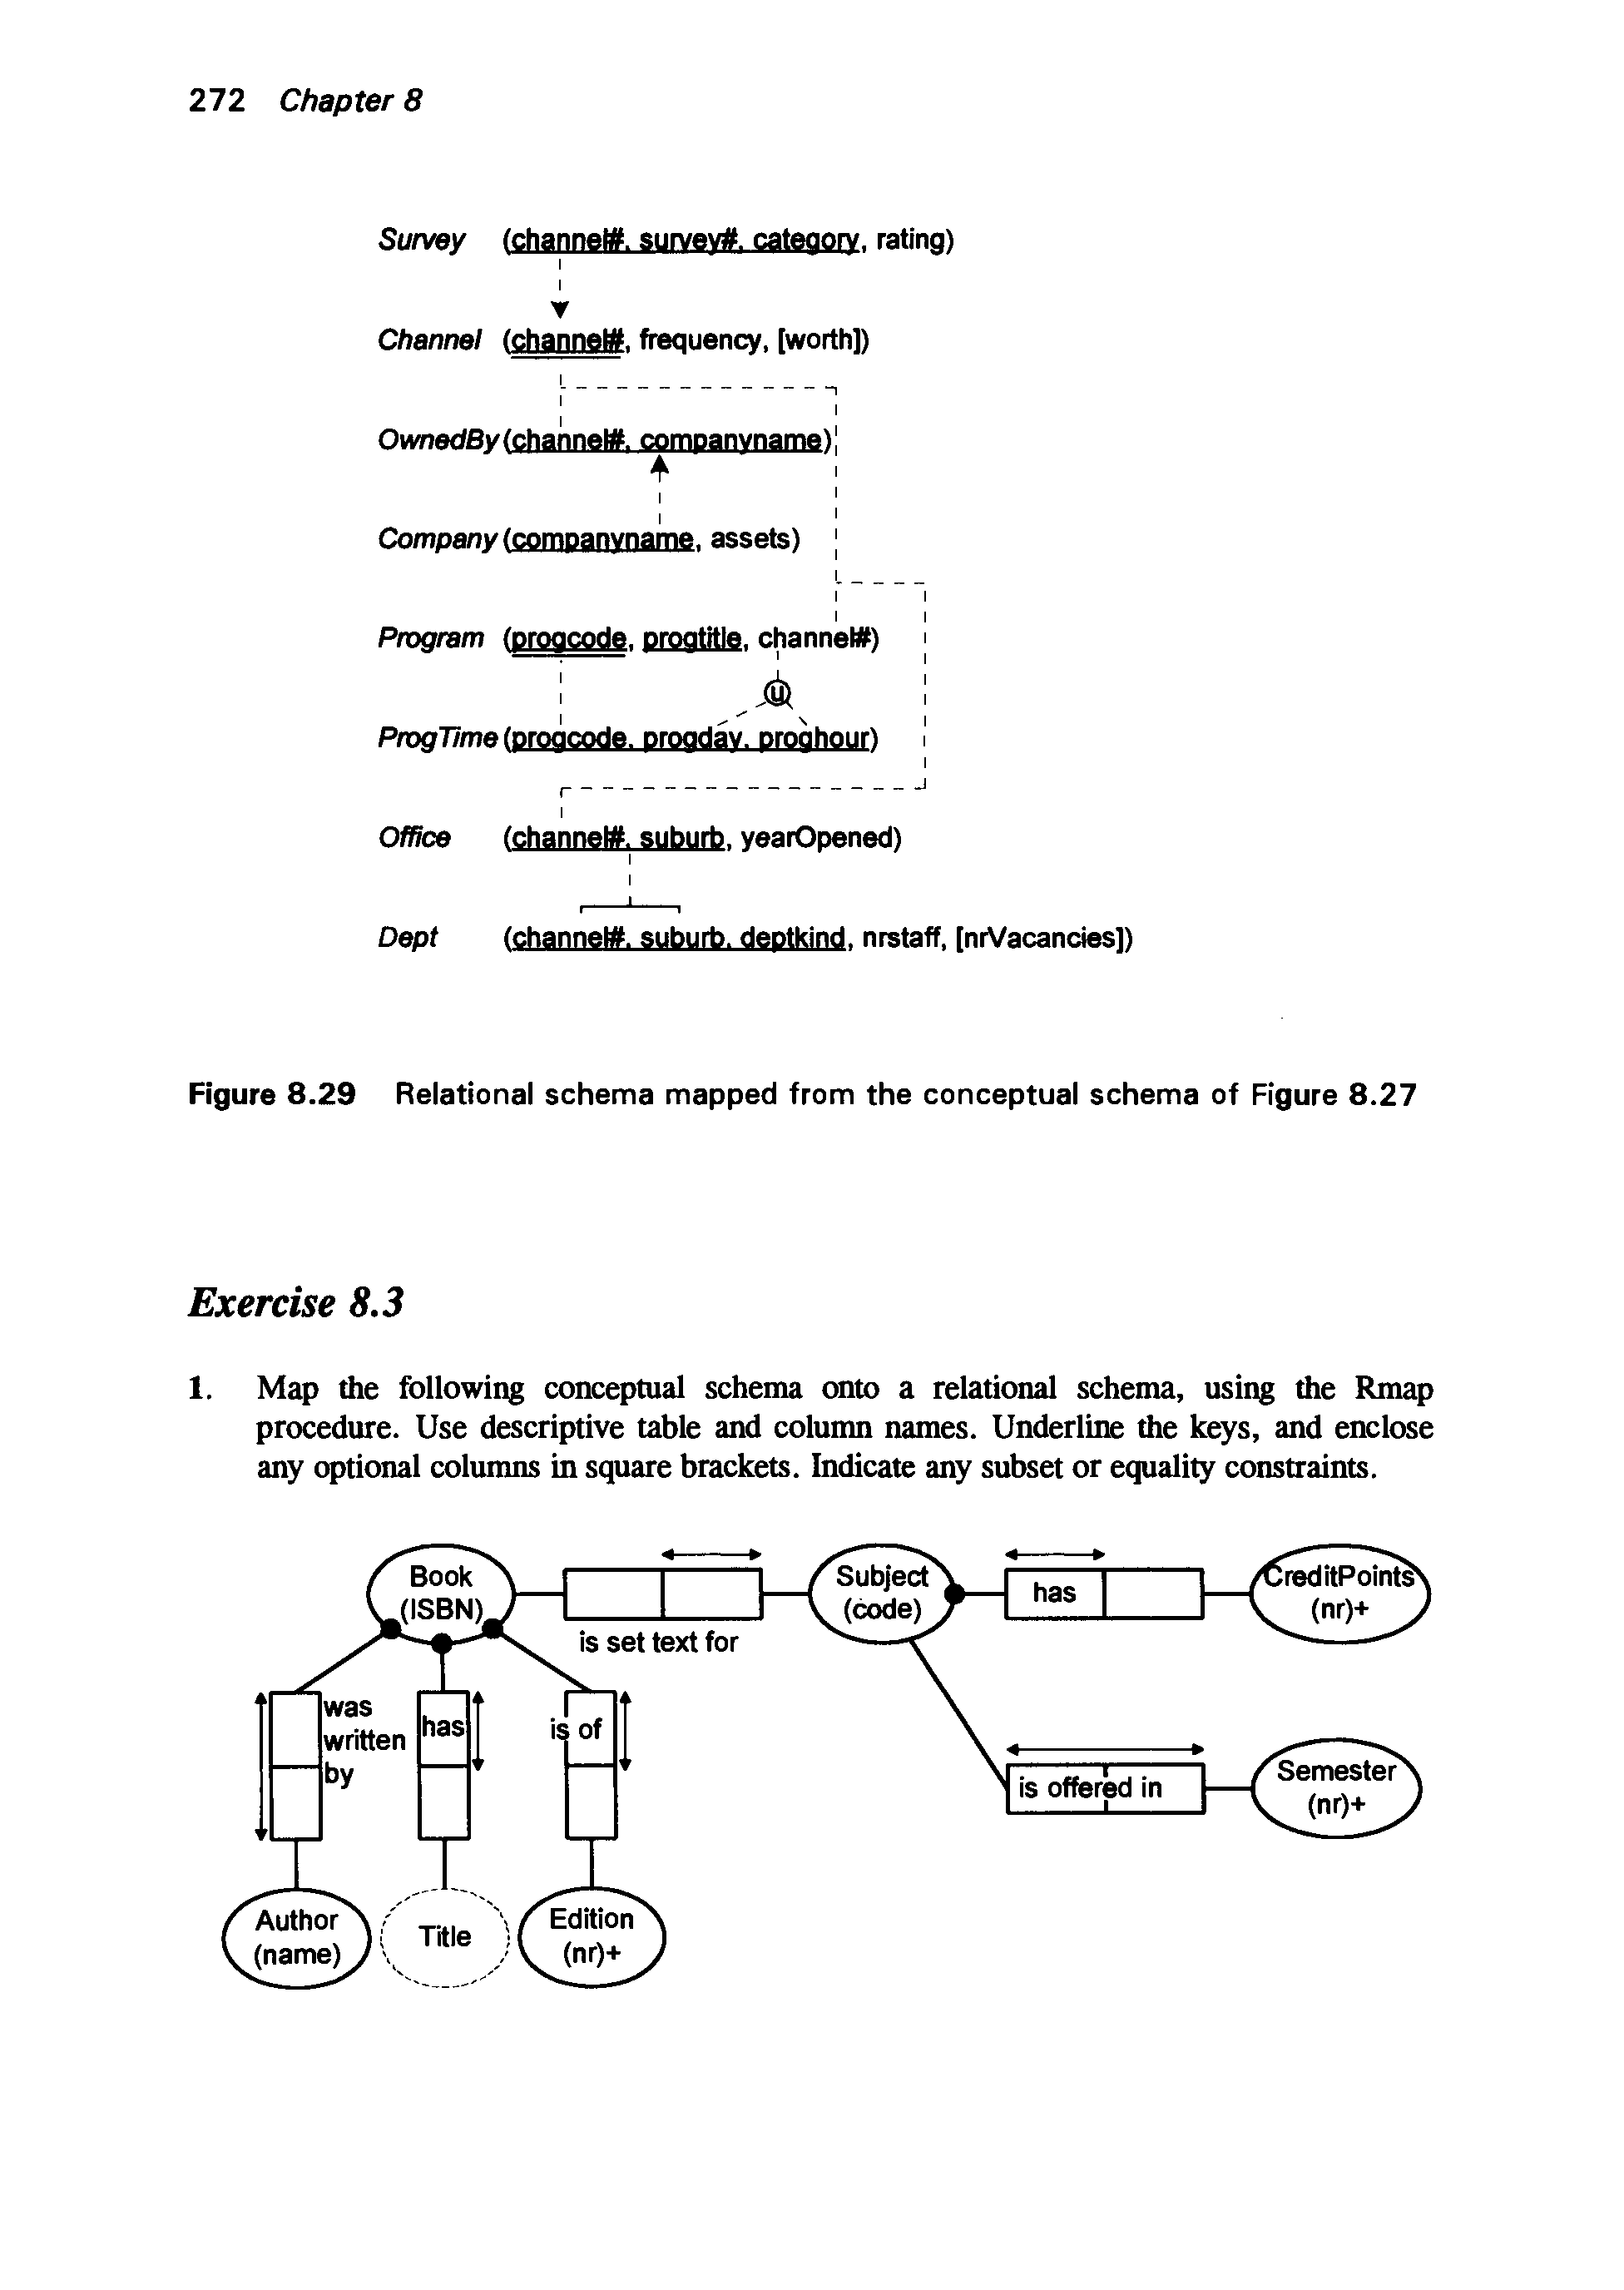 272 Chapter 8
Survey (channel#, survey#, category, rating)
Channel (channel#, frequency, [worth])
OwnedBy (channel#, companyname)
Company (companyname, assets)
Program (progcode, progtitle, channel#)
u
ProgTime (progcode, progday, proghour)
Office (channel#, suburb, yearOpened)
Dept (channel#, suburb, deptkind, nrstaff, [nrVacancies])
Figure 8.29 Relational schema mapped from the conceptual schema of Figure 8.27
Exercise 8.3
1. Map the following conceptual schema onto a relational schema, using the Rmap
procedure. Use descriptive table and column names. Underline the keys, and enclose
any optional columns in square brackets. Indicate any subset or equality constraints.
Book
(ISBN)
is set text for
Subject
(code)
has
CreditPoints
(nr)+
was
written
by
has
is of
is offered in
Semester
(nr)+
Author
(name)
Title
Edition
(nr)+